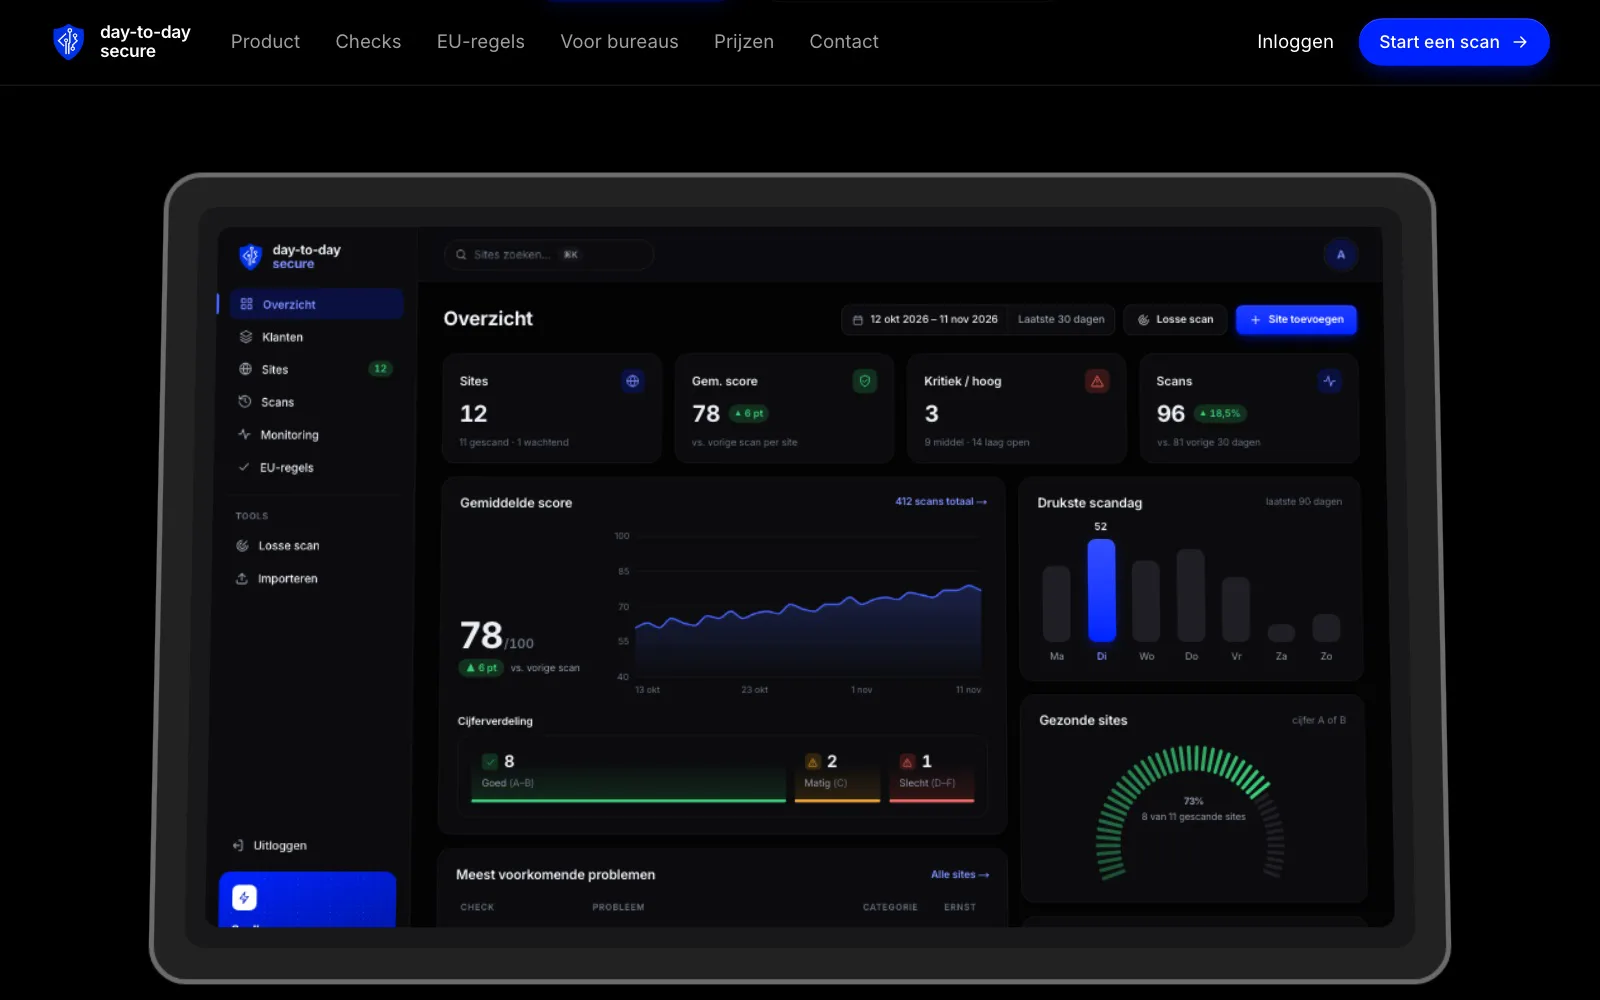 day-to-day
secure
Product
Checks
EU-regels
Voor bureaus
Prijzen
Contact
Inloggen
Start een scan →
day-to-day
secure
Sites zoeken... ⌘K
A
Overzicht
Klanten
Sites 12
Scans
Monitoring
EU-regels
TOOLS
Losse scan
Importeren
Uitloggen
Overzicht
12 okt 2026 – 11 nov 2026
Laatste 30 dagen
Losse scan
+ Site toevoegen
Sites
12
11 gescand · 1 wachtend
Gem. score
78 ▲ 6 pt
vs. vorige scan per site
Kritiek / hoog
3
9 middel · 14 laag open
Scans
96 ▲ 18,5%
vs. 81 vorige 30 dagen
Gemiddelde score
412 scans totaal →
78/100
▲ 6 pt vs. vorige scan
100
85
70
55
40
13 okt
23 okt
1 nov
11 nov
Cijferverdeling
8
Goed (A–B)
2
Matig (C)
1
Slecht (D–F)
Drukste scandag
laatste 90 dagen
52
Ma
Di
Wo
Do
Vr
Za
Zo
Gezonde sites
cijfer A of B
73%
8 van 11 gescande sites
Meest voorkomende problemen
Alle sites →
CHECK
PROBLEEM
CATEGORIE
ERNST